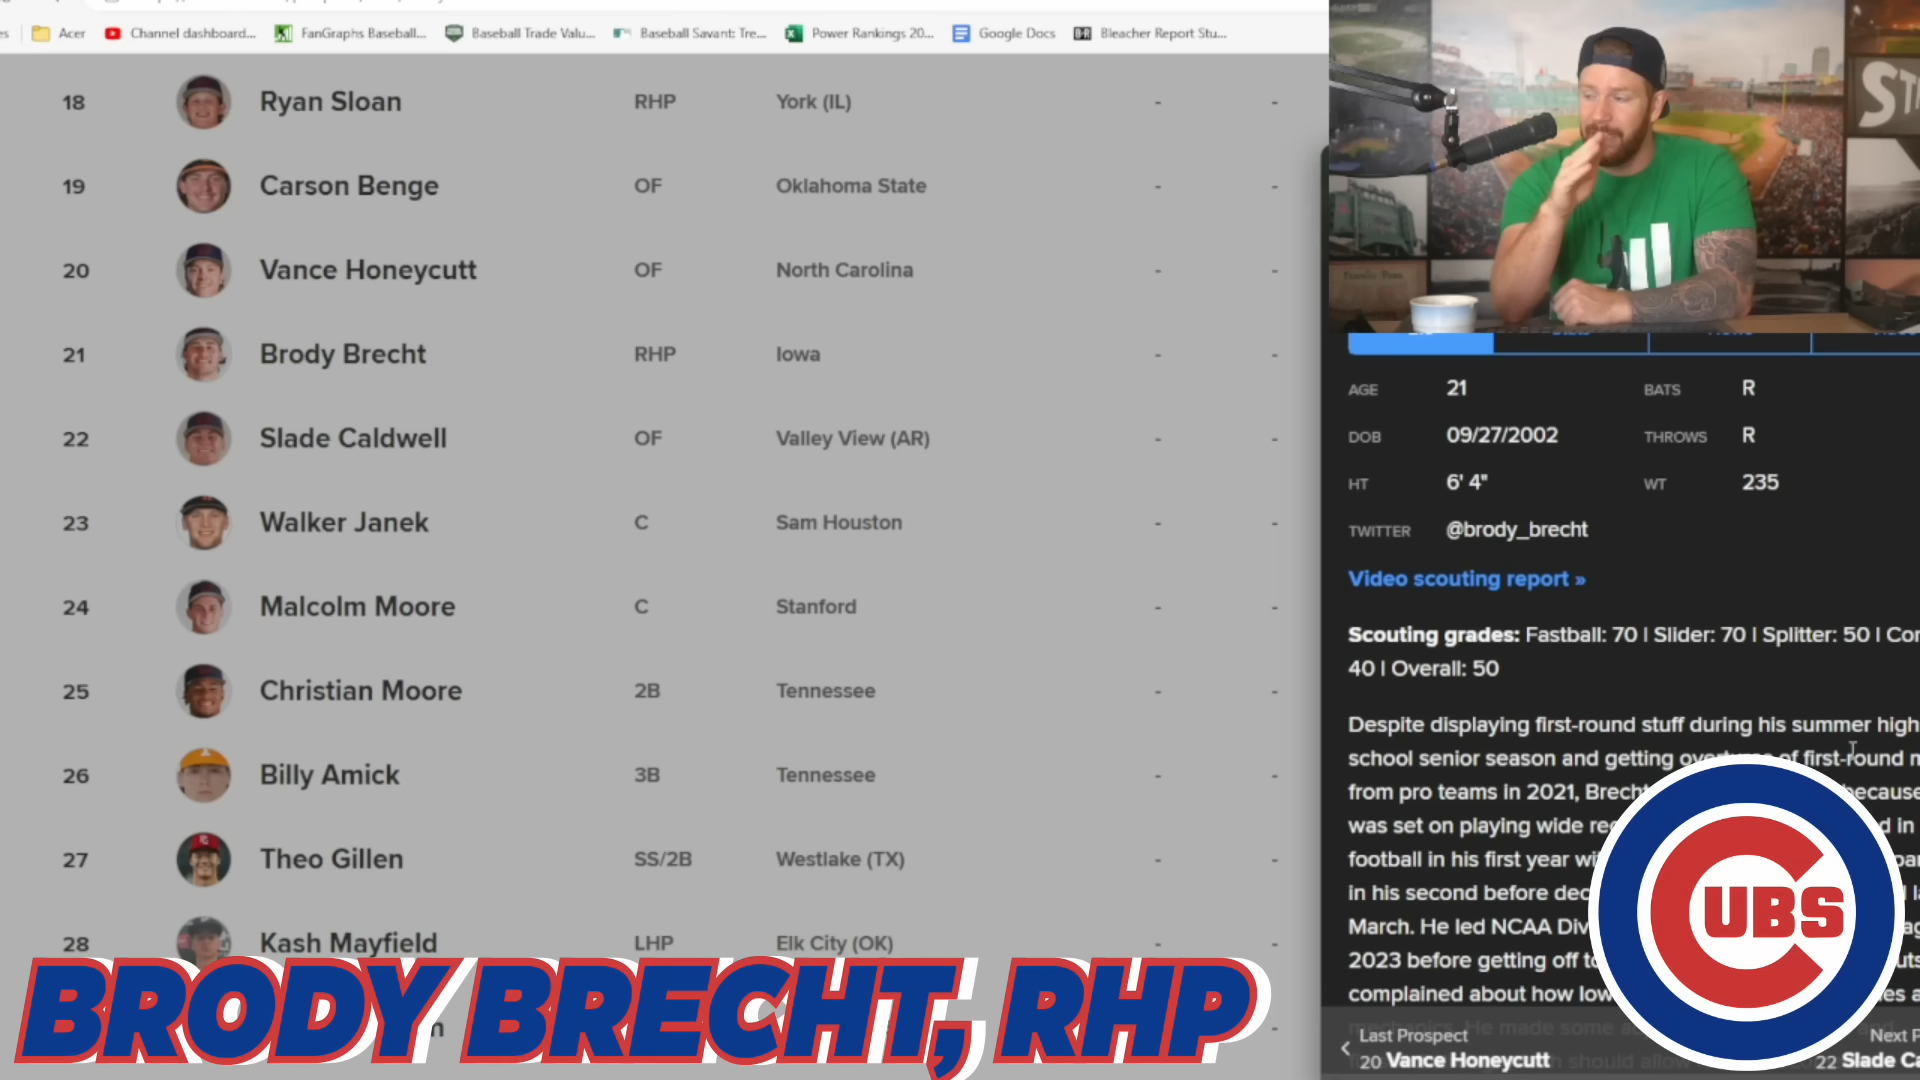 Acer
Channel dashboard...
FanGraphs Baseball...
Baseball Trade Valu...
Baseball Savant: Tre...
Power Rankings 20...
Google Docs
Bleacher Report Stu...
18 Ryan Sloan RHP York (IL) - -
19 Carson Benge OF Oklahoma State - -
20 Vance Honeycutt OF North Carolina - -
21 Brody Brecht RHP Iowa - -
22 Slade Caldwell OF Valley View (AR) - -
23 Walker Janek C Sam Houston - -
24 Malcolm Moore C Stanford - -
25 Christian Moore 2B Tennessee - -
26 Billy Amick 3B Tennessee - -
27 Theo Gillen SS/2B Westlake (TX) - -
28 Kash Mayfield LHP Elk City (OK) - -
BRODY BRECHT, RHP
AGE 21 BATS R
DOB 09/27/2002 THROWS R
HT 6' 4" WT 235
TWITTER @brody_brecht
Video scouting report »
Scouting grades: Fastball: 70 | Slider: 70 | Splitter: 50 |
40 | Overall: 50
Despite displaying first-round stuff during his summer high
school senior season and getting of first-round
from pro teams in 2021, Brecht because
was set on playing wide in
football in his first year
in his second before
March. He led NCAA
2023 before getting off
complained about how low
Last Prospect
20 Vance Honeycutt
Next
22 Slade
CUBS